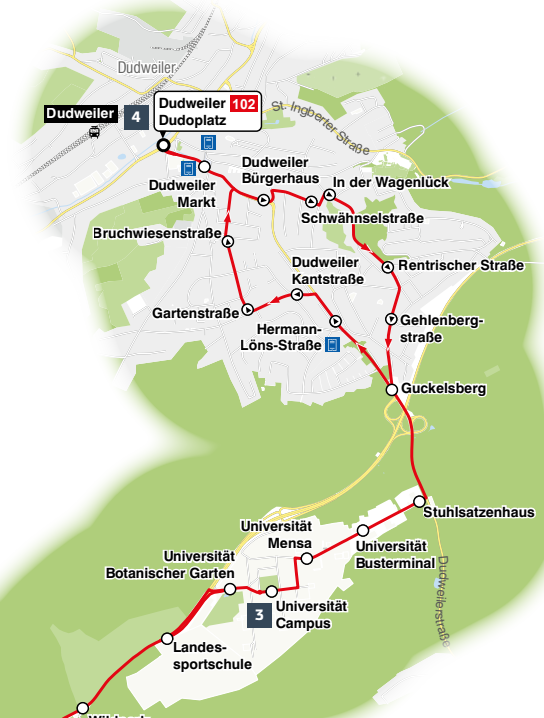 Dudweiler
Dudweiler
4
Dudweiler 102
Dudoplatz
St. Ingberter Straße
Dudweiler
Bürgerhaus
In der Wagenlück
Dudweiler
Markt
Schwähnselstraße
Bruchwiesenstraße
Dudweiler
Kantstraße
Rentrischer Straße
Gartenstraße
Hermann-
Löns-Straße
Gehlenberg-
straße
Guckelsberg
Stuhlsatzenhaus
Universität
Mensa
Universität
Busterminal
Universität
Botanischer Garten
Dudweilerstraße
3
Universität
Campus
Landes-
sportschule